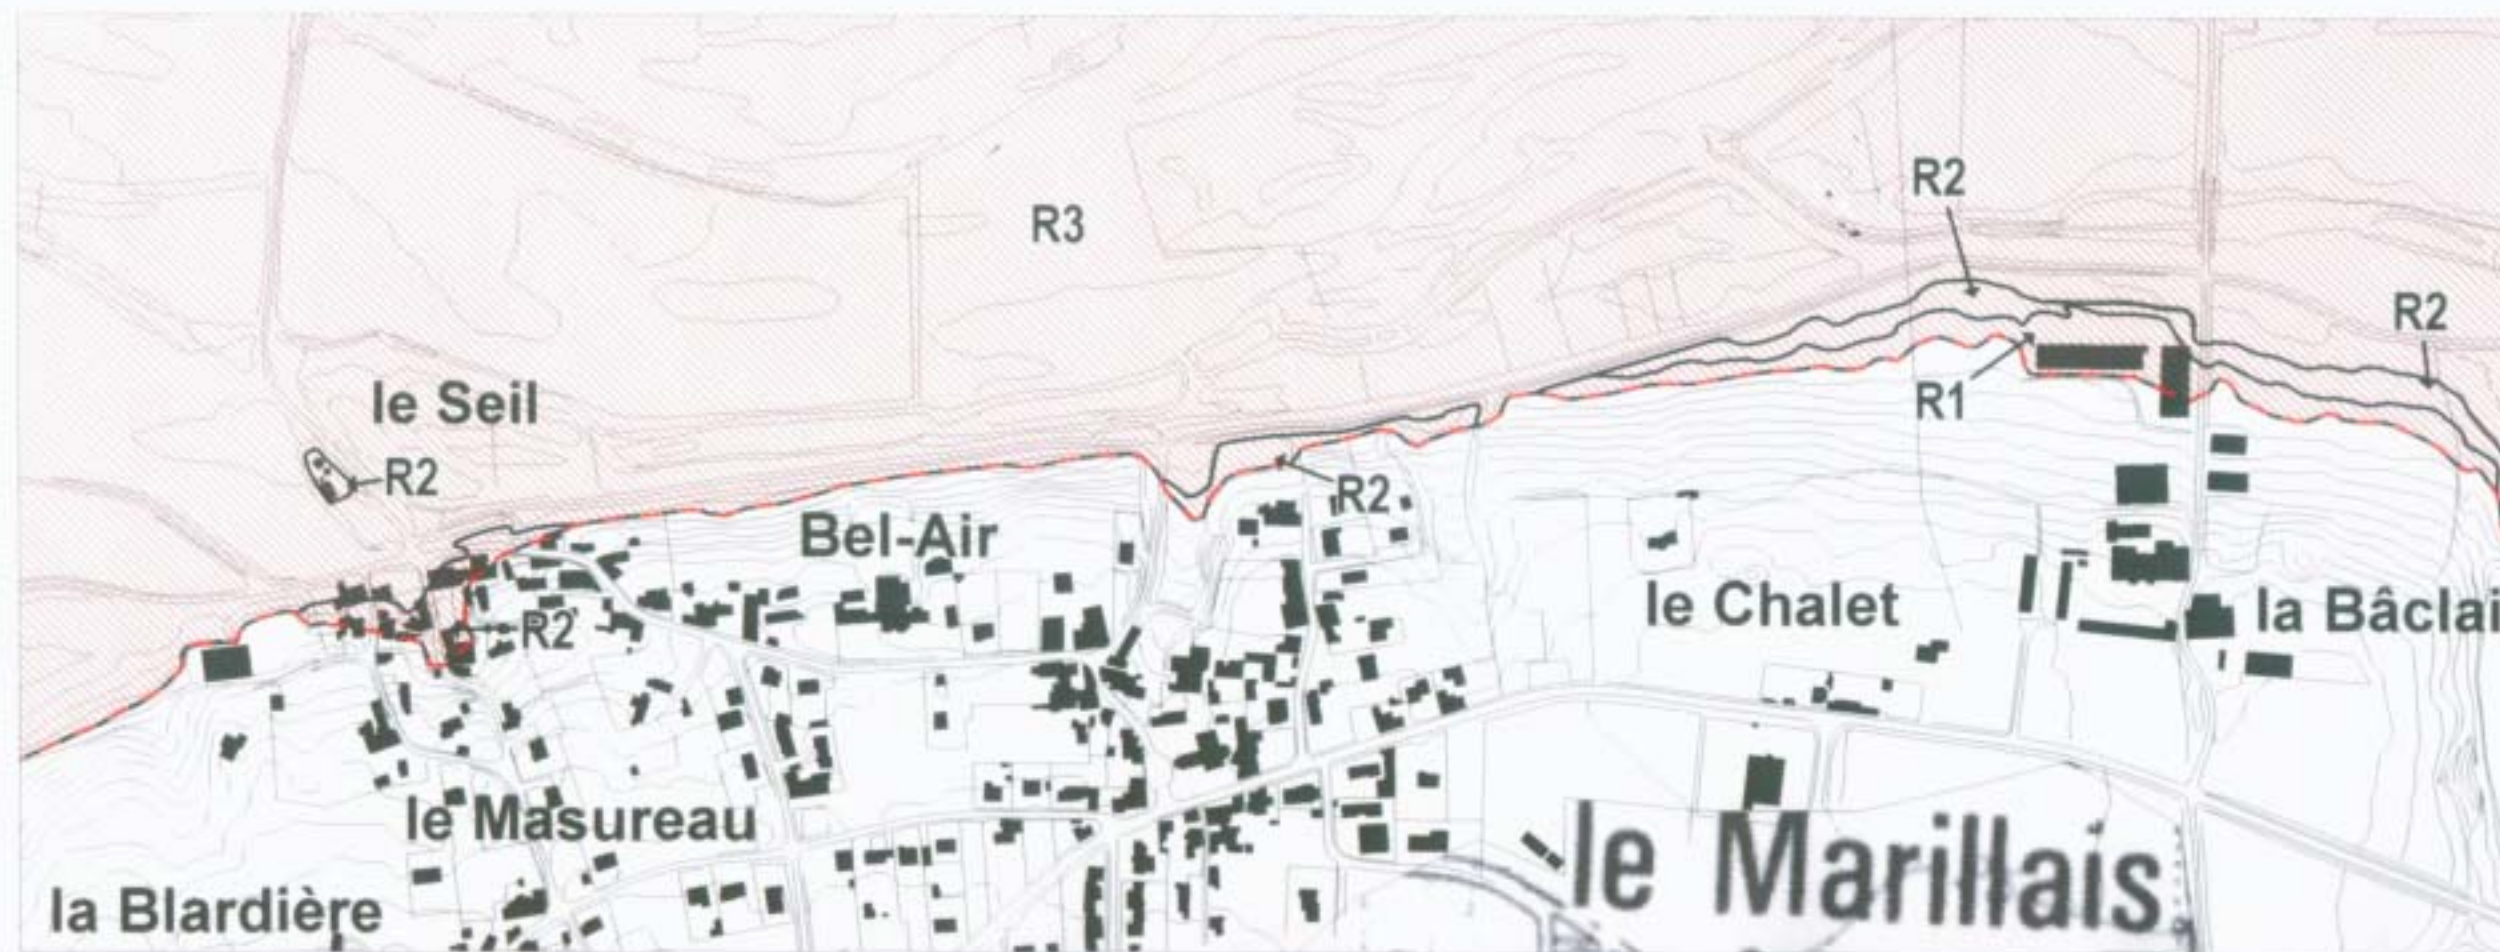 R2
R3
R2
le Seil
R1
R2
R2
Bel-Air
le Chalet
la Bâclai
R2
le Masureau
le Marillais
la Blardière